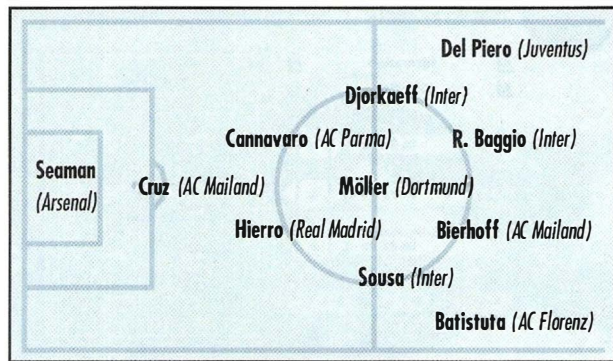 Del Piero (Juventus)
Djorkaeff (Inter)
Cannavaro (AC Parma)
R. Baggio (Inter)
Seaman
(Arsenal)
Cruz (AC Mailand)
Möller (Dortmund)
Hierro (Real Madrid)
Bierhoff (AC Mailand)
Sousa (Inter)
Batistuta (AC Florenz)